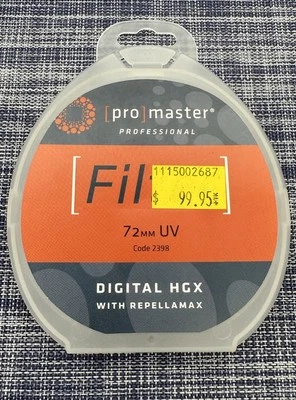 [pro]master®
PROFESSIONAL
[Fil
1115002687
$ 99.95
72MM UV
Code 2398
DIGITAL HGX
WITH REPELLAMAX